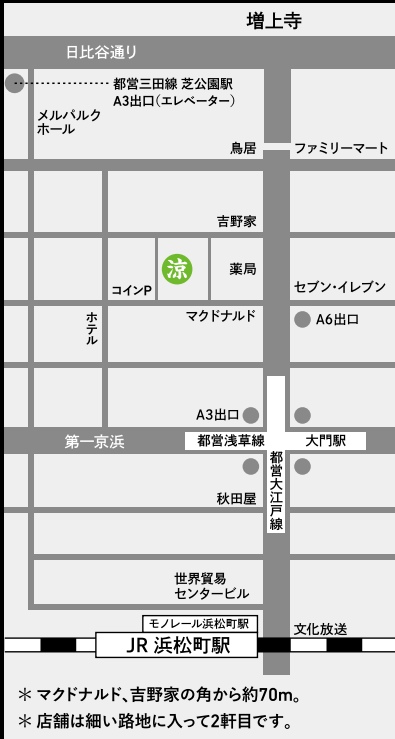 増上寺
日比谷通り
都営三田線 芝公園駅
A3出口(エレベーター)
メルパルク
ホール
鳥居
ファミリーマート
吉野家
涼
薬局
コインP
セブン・イレブン
マクドナルド
A6出口
ホテル
A3出口
第一京浜
都営浅草線
大門駅
都営大江戸線
秋田屋
世界貿易
センタービル
モノレール浜松町駅
文化放送
JR 浜松町駅
＊ マクドナルド、吉野家の角から約70m。
＊ 店舗は細い路地に入って2軒目です。